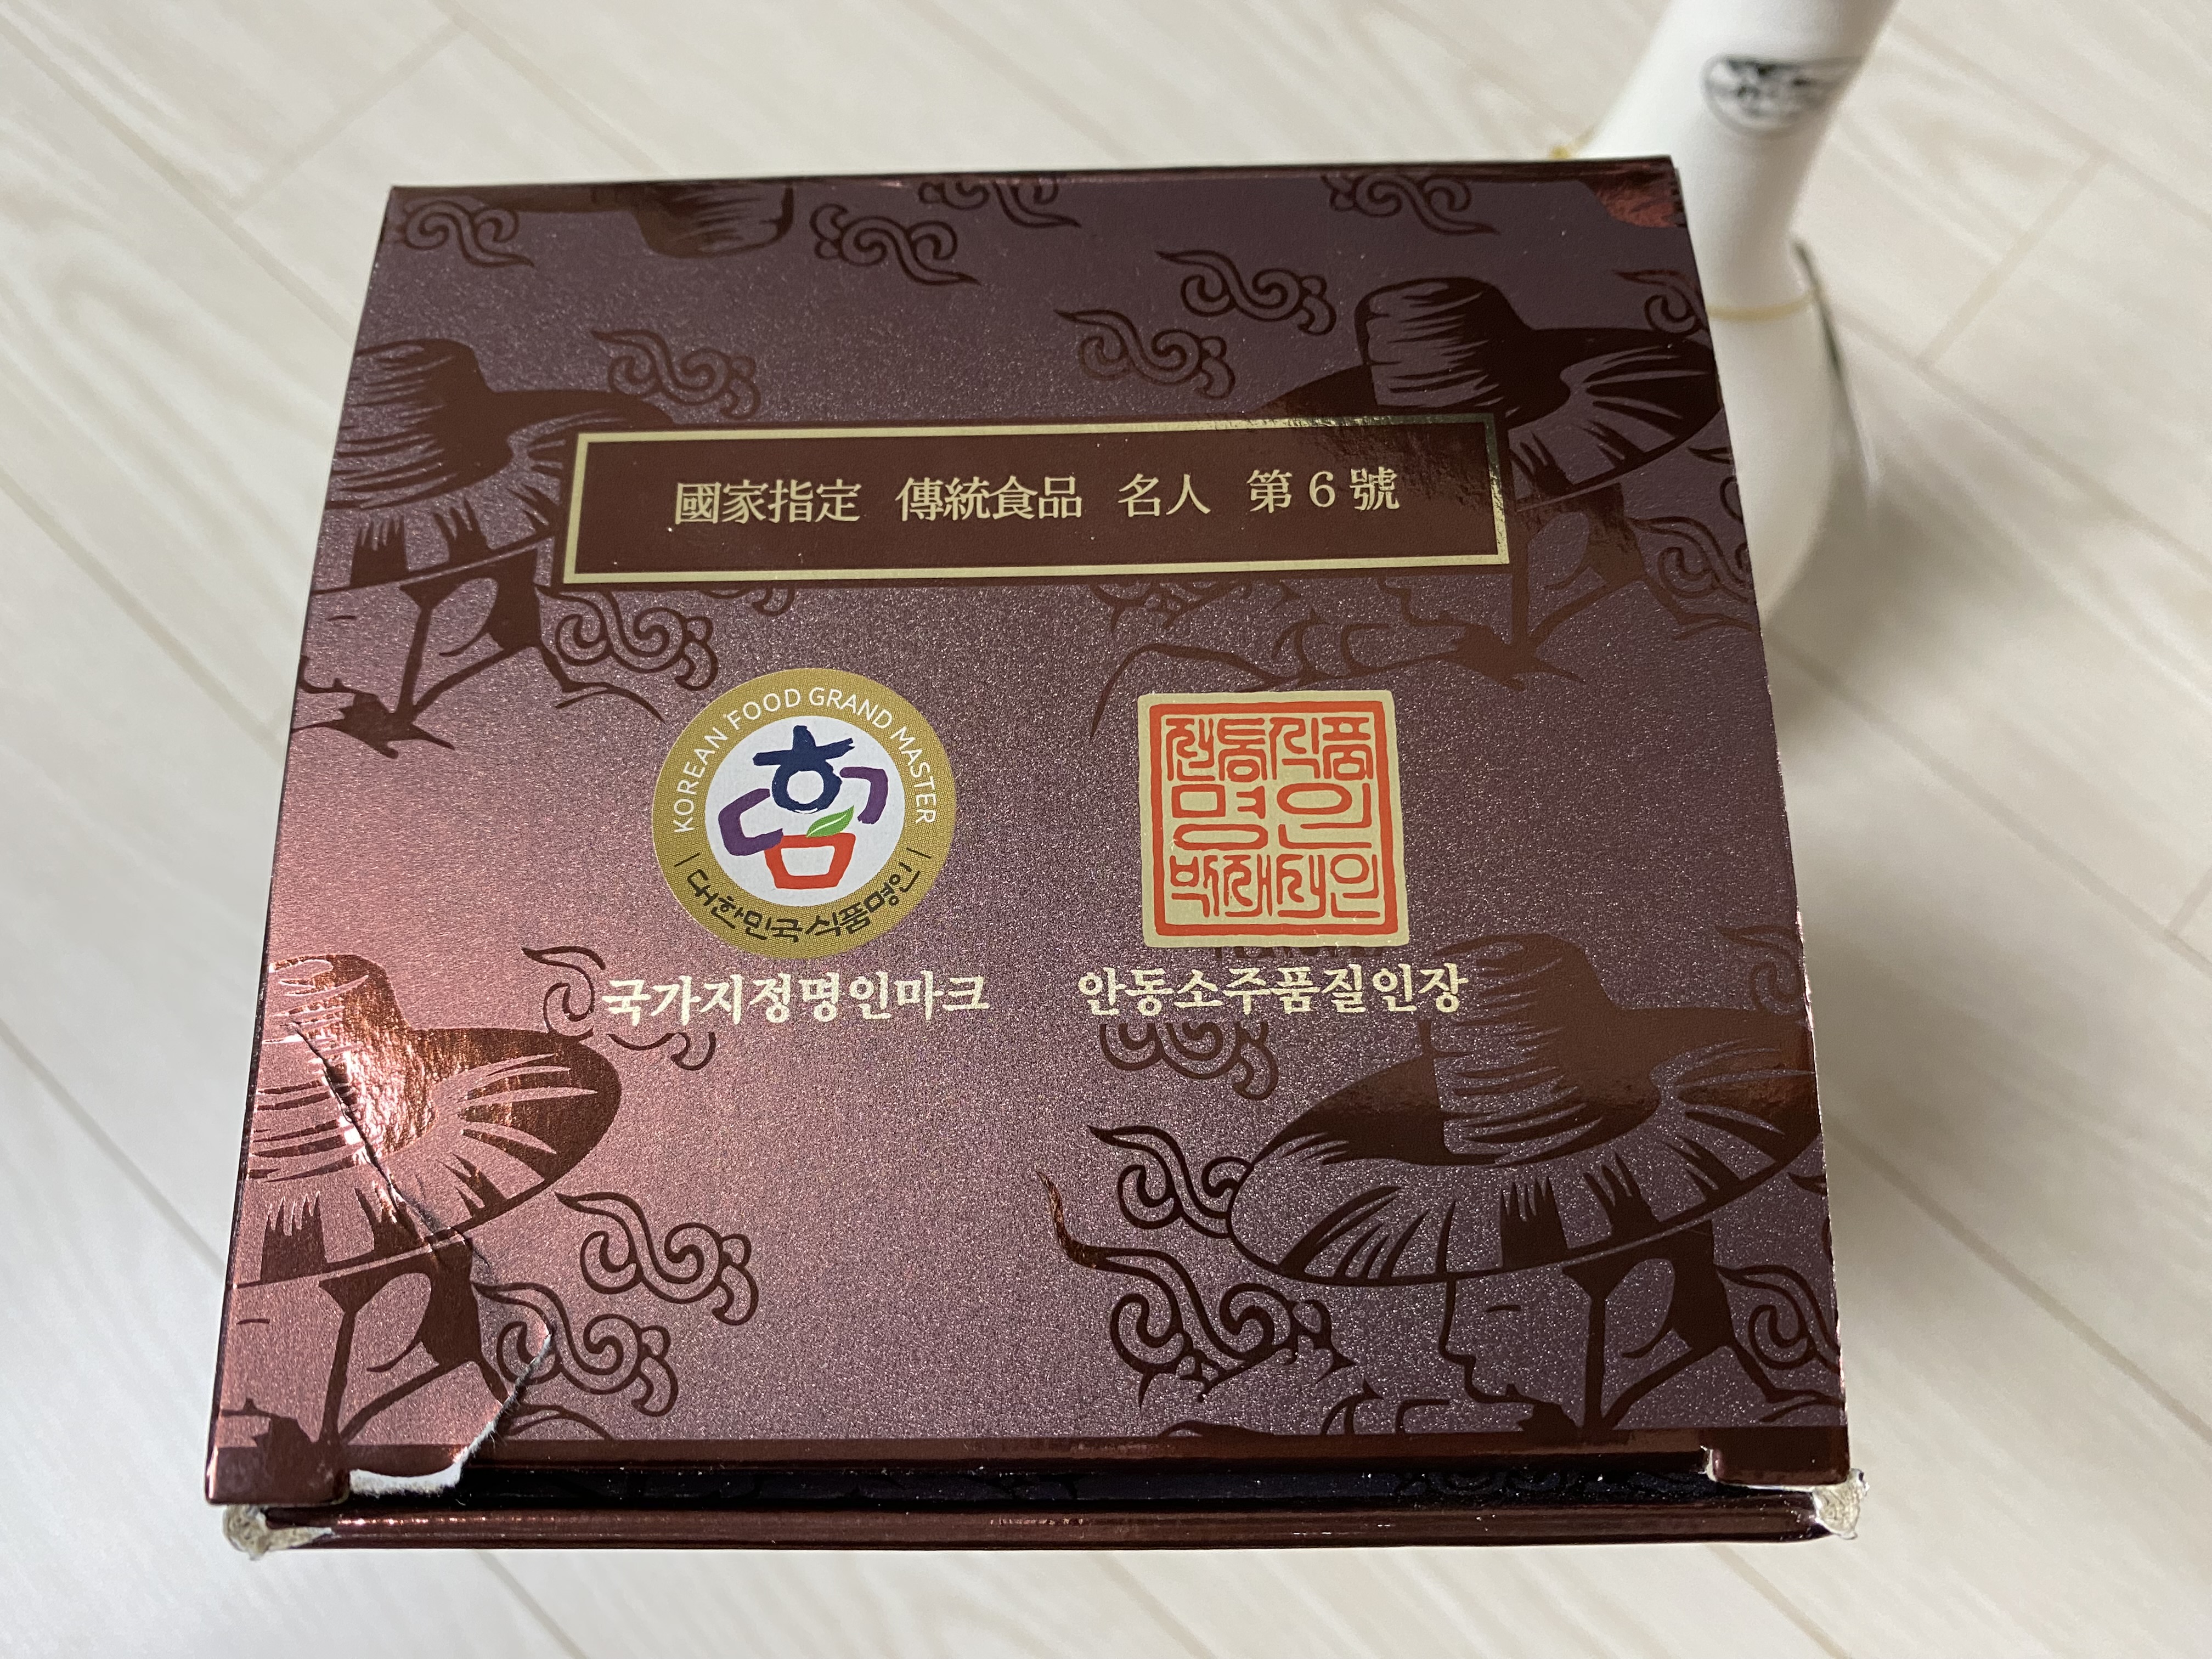 國家指定 傳統食品 名人 第6號
KOREAN FOOD GRAND MASTER
대한민국식품명인
전통식품
명인
박재서인
국가지정명인마크
안동소주품질인장